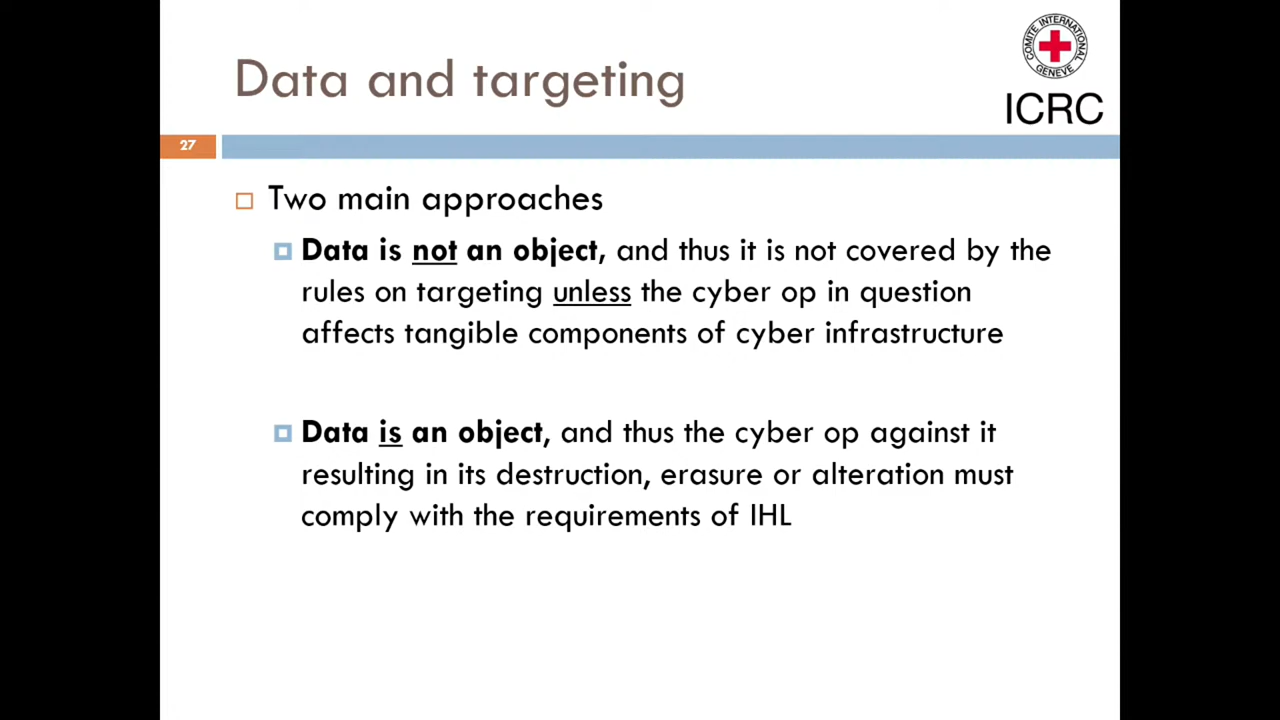 Data and targeting
COMITE INTERNATIONAL
GENEVE
ICRC
27
Two main approaches
Data is not an object, and thus it is not covered by the
rules on targeting unless the cyber op in question
affects tangible components of cyber infrastructure
Data is an object, and thus the cyber op against it
resulting in its destruction, erasure or alteration must
comply with the requirements of IHL